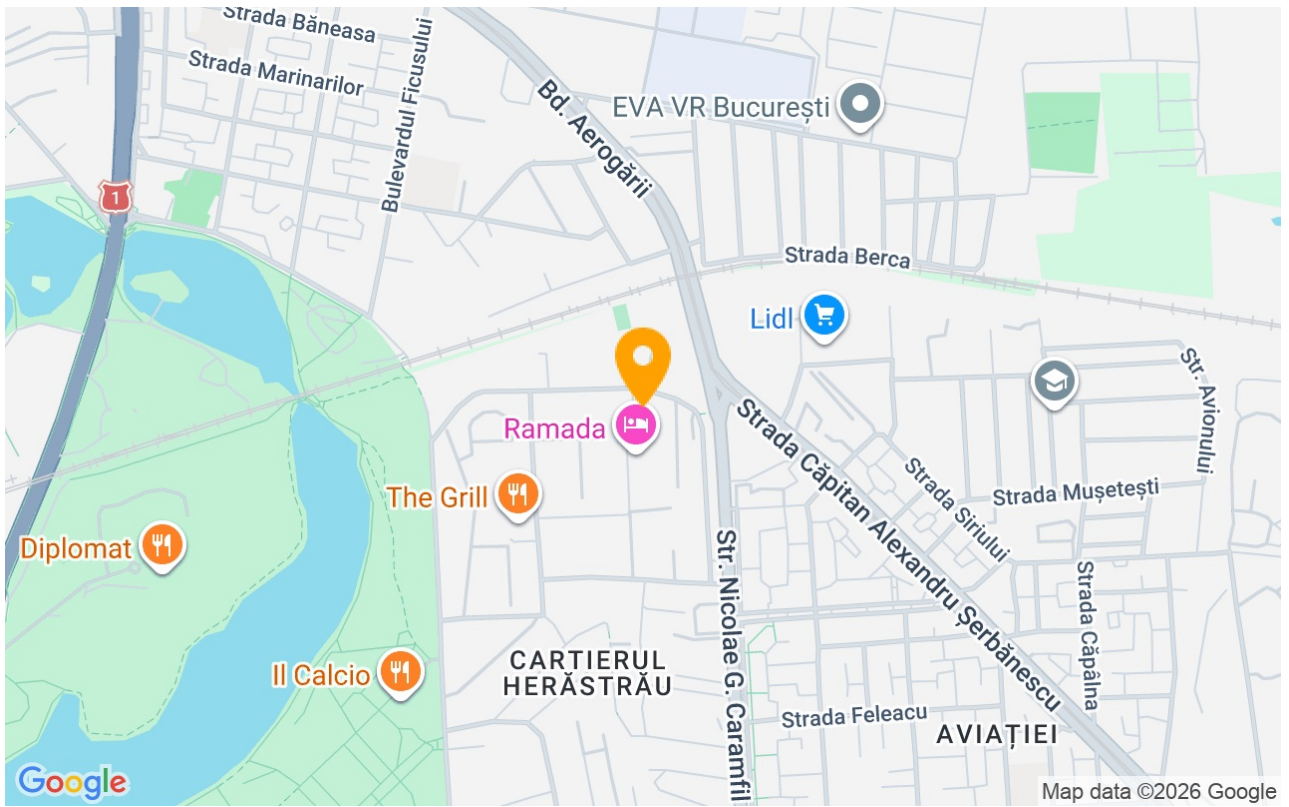 Strada Băneasa
Strada Marinarilor
Bulevardul Ficusului
Bd. Aerogării
EVA VR București
1
Strada Berca
Lidl
Str. Avionului
Ramada
Strada Căpitan Alexandru Șerbănescu
The Grill
Strada Siriului
Strada Mușetești
Diplomat
Str. Nicolae G. Caramfil
Strada Căpâlna
Il Calcio
CARTIERUL
HERĂSTRĂU
Strada Feleacu
AVIAȚIEI
Google
Map data ©2026 Google